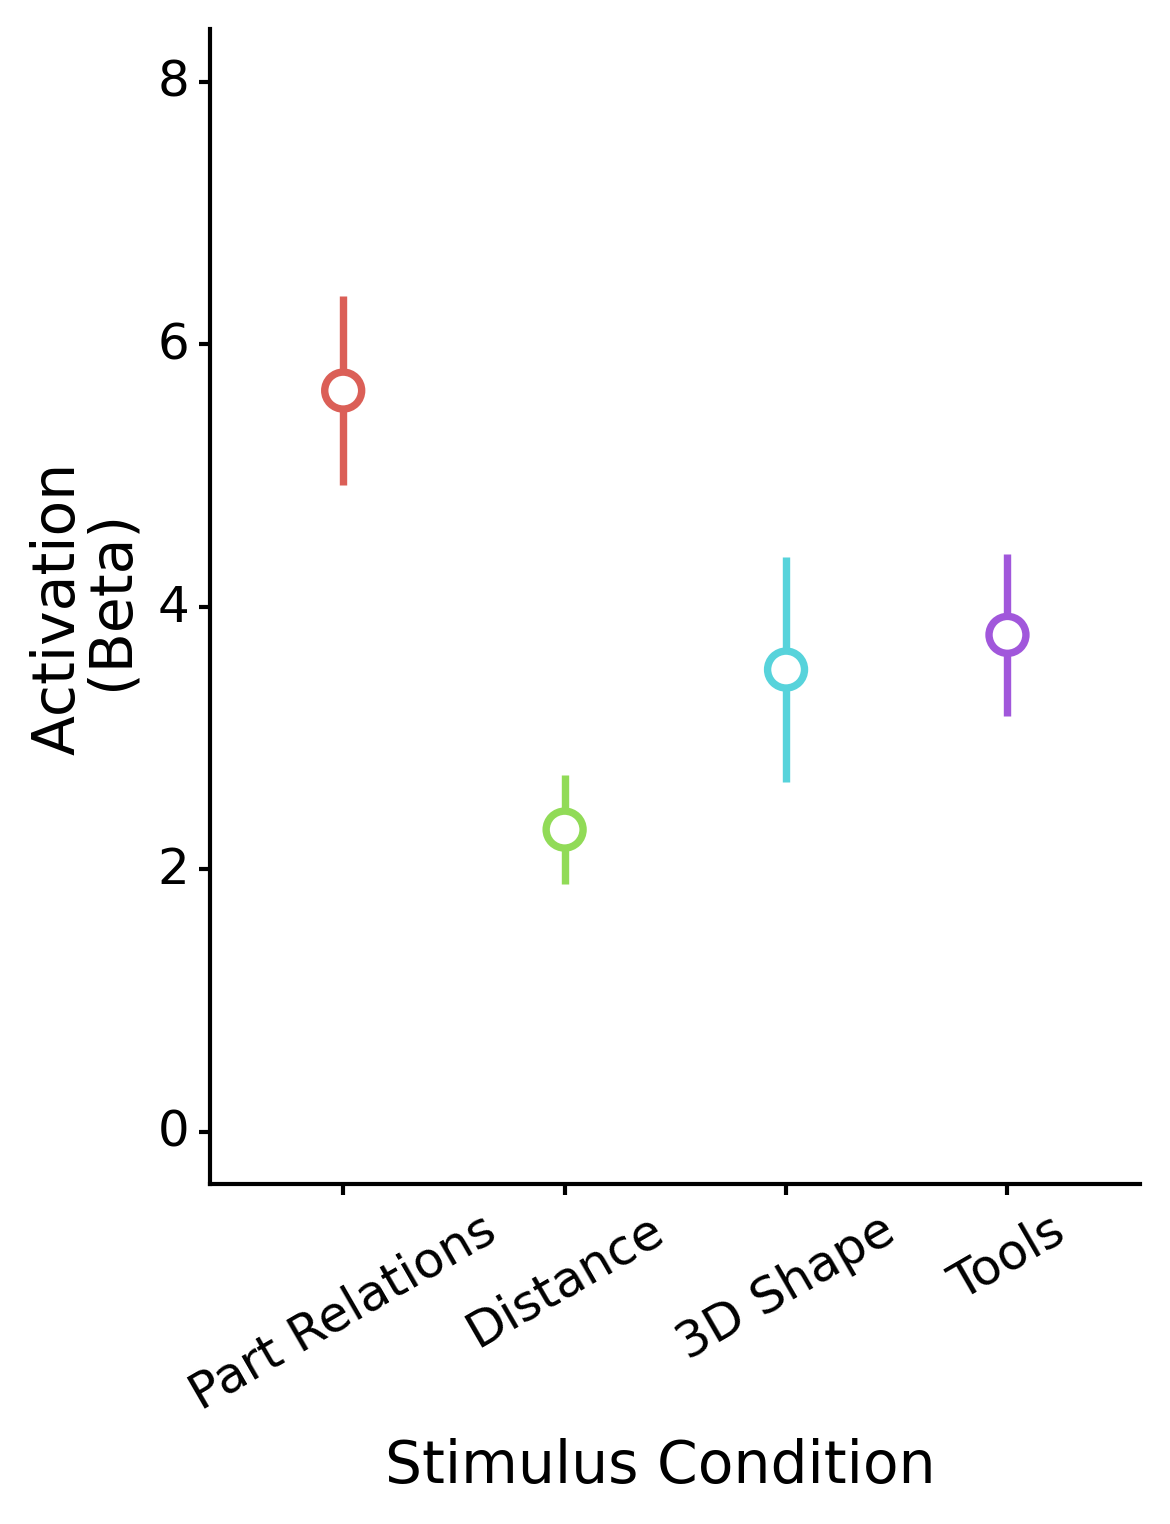 8
6
4
2
0
Activation
(Beta)
Part Relations
Distance
3D Shape
Tools
Stimulus Condition